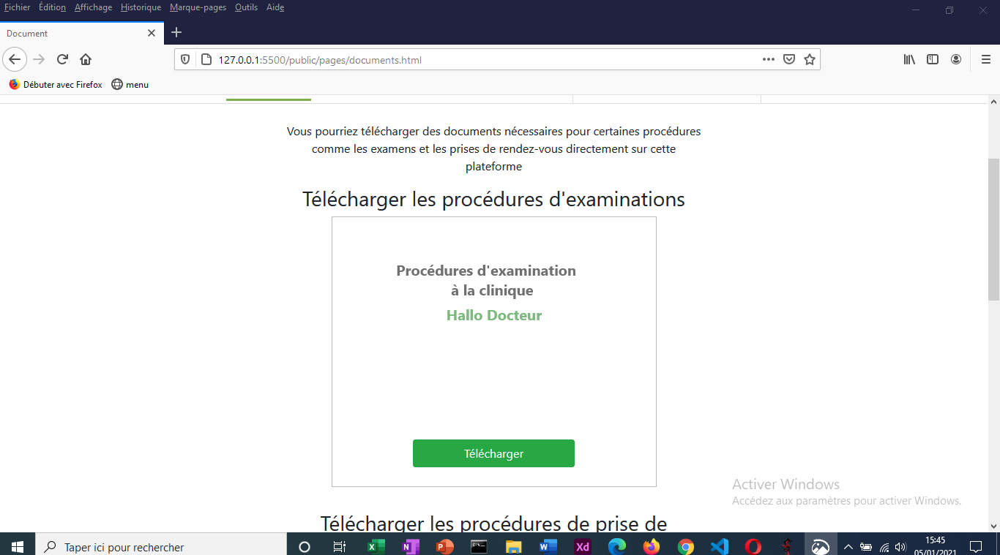 Fichier Édition Affichage Historique Marque-pages Outils Aide
Document
127.0.0.1:5500/public/pages/documents.html
Débuter avec Firefox menu
Vous pourriez télécharger des documents nécessaires pour certaines procédures
comme les examens et les prises de rendez-vous directement sur cette
plateforme
Télécharger les procédures d'examinations
Procédures d'examination
à la clinique
Hallo Docteur
Télécharger
Activer Windows
Accédez aux paramètres pour activer Windows.
Télécharger les procédures de prise de
Taper ici pour rechercher
15:45
05/01/2021